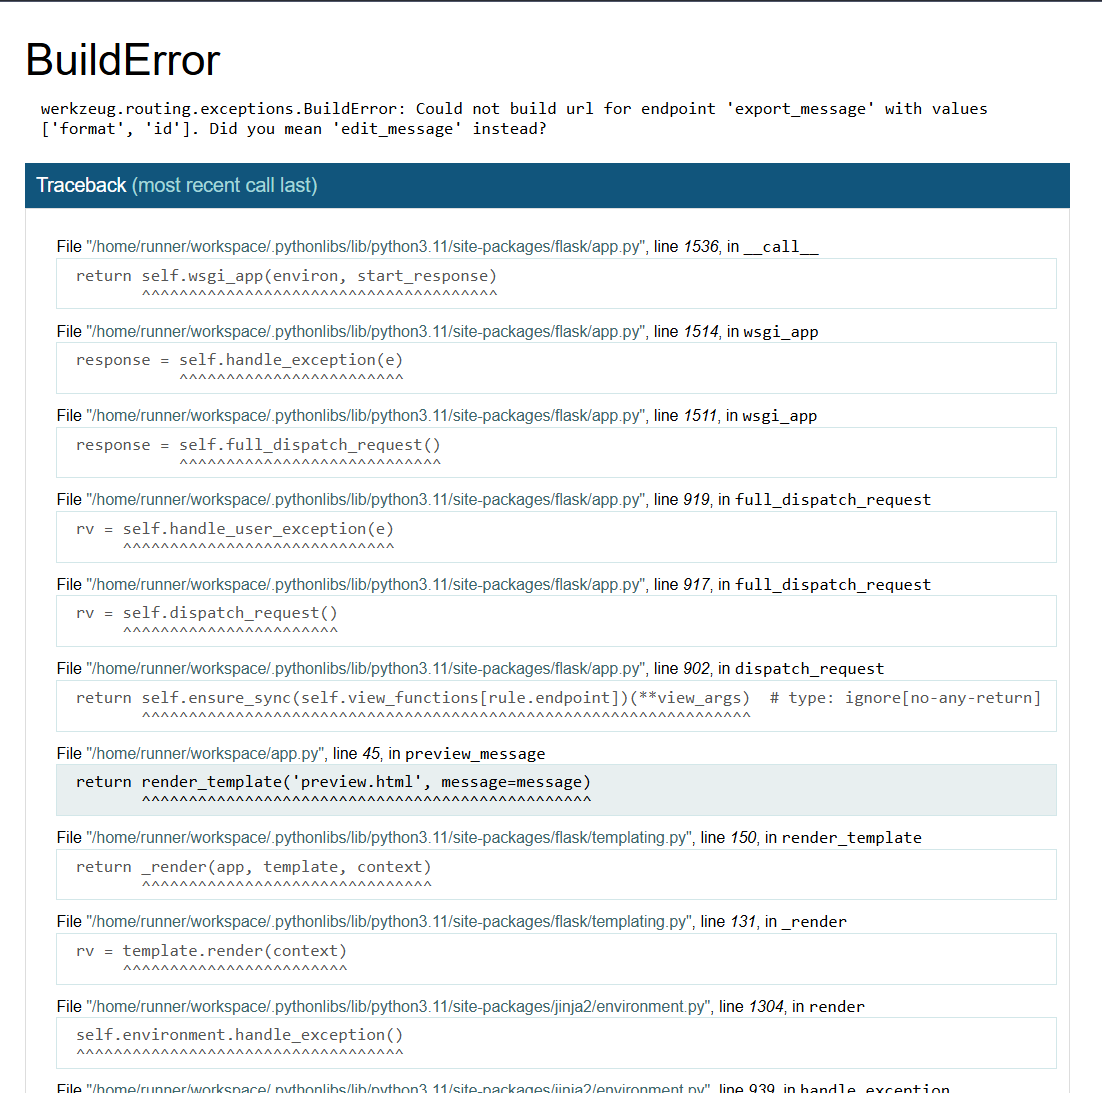 BuildError
werkzeug.routing.exceptions.BuildError: Could not build url for endpoint 'export_message' with values
['format', 'id']. Did you mean 'edit_message' instead?
Traceback (most recent call last)
File "/home/runner/workspace/.pythonlibs/lib/python3.11/site-packages/flask/app.py", line 1536, in __call__
return self.wsgi_app(environ, start_response)
^^^^^^^^^^^^^^^^^^^^^^^^^^^^^^^^^^^^^^
File "/home/runner/workspace/.pythonlibs/lib/python3.11/site-packages/flask/app.py", line 1514, in wsgi_app
response = self.handle_exception(e)
^^^^^^^^^^^^^^^^^^^^^^^^
File "/home/runner/workspace/.pythonlibs/lib/python3.11/site-packages/flask/app.py", line 1511, in wsgi_app
response = self.full_dispatch_request()
^^^^^^^^^^^^^^^^^^^^^^^^^^^^
File "/home/runner/workspace/.pythonlibs/lib/python3.11/site-packages/flask/app.py", line 919, in full_dispatch_request
rv = self.handle_user_exception(e)
^^^^^^^^^^^^^^^^^^^^^^^^^^^^^
File "/home/runner/workspace/.pythonlibs/lib/python3.11/site-packages/flask/app.py", line 917, in full_dispatch_request
rv = self.dispatch_request()
^^^^^^^^^^^^^^^^^^^^^^^
File "/home/runner/workspace/.pythonlibs/lib/python3.11/site-packages/flask/app.py", line 902, in dispatch_request
return self.ensure_sync(self.view_functions[rule.endpoint])(**view_args)  # type: ignore[no-any-return]
^^^^^^^^^^^^^^^^^^^^^^^^^^^^^^^^^^^^^^^^^^^^^^^^^^^^^^^^^^^^^^^^^
File "/home/runner/workspace/app.py", line 45, in preview_message
return render_template('preview.html', message=message)
^^^^^^^^^^^^^^^^^^^^^^^^^^^^^^^^^^^^^^^^^^^^^^^^
File "/home/runner/workspace/.pythonlibs/lib/python3.11/site-packages/flask/templating.py", line 150, in render_template
return _render(app, template, context)
^^^^^^^^^^^^^^^^^^^^^^^^^^^^^^^
File "/home/runner/workspace/.pythonlibs/lib/python3.11/site-packages/flask/templating.py", line 131, in _render
rv = template.render(context)
^^^^^^^^^^^^^^^^^^^^^^^^
File "/home/runner/workspace/.pythonlibs/lib/python3.11/site-packages/jinja2/environment.py", line 1304, in render
self.environment.handle_exception()
^^^^^^^^^^^^^^^^^^^^^^^^^^^^^^^^^^^
File "/home/runner/workspace/.pythonlibs/lib/python3.11/site-packages/jinja2/environment.py", line 939, in handle_exception